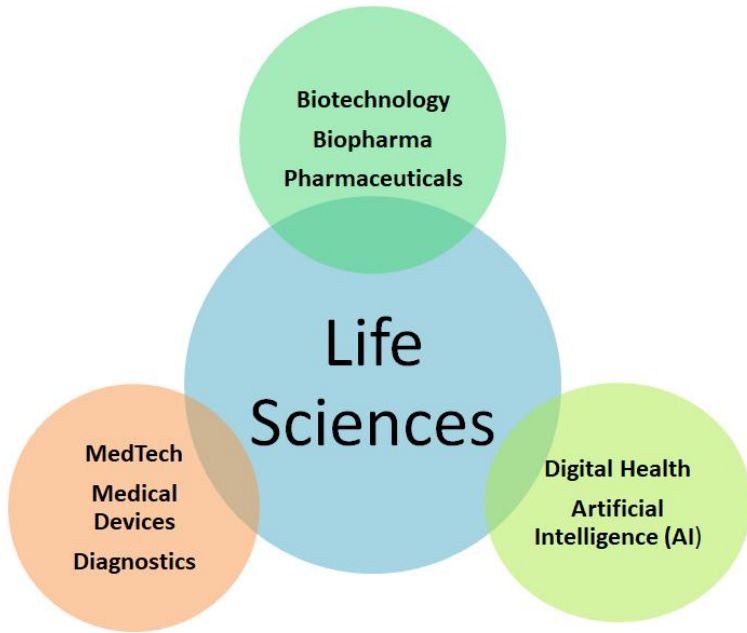 Biotechnology
Biopharma
Pharmaceuticals
Life
Sciences
MedTech
Medical
Devices
Diagnostics
Digital Health
Artificial
Intelligence (AI)